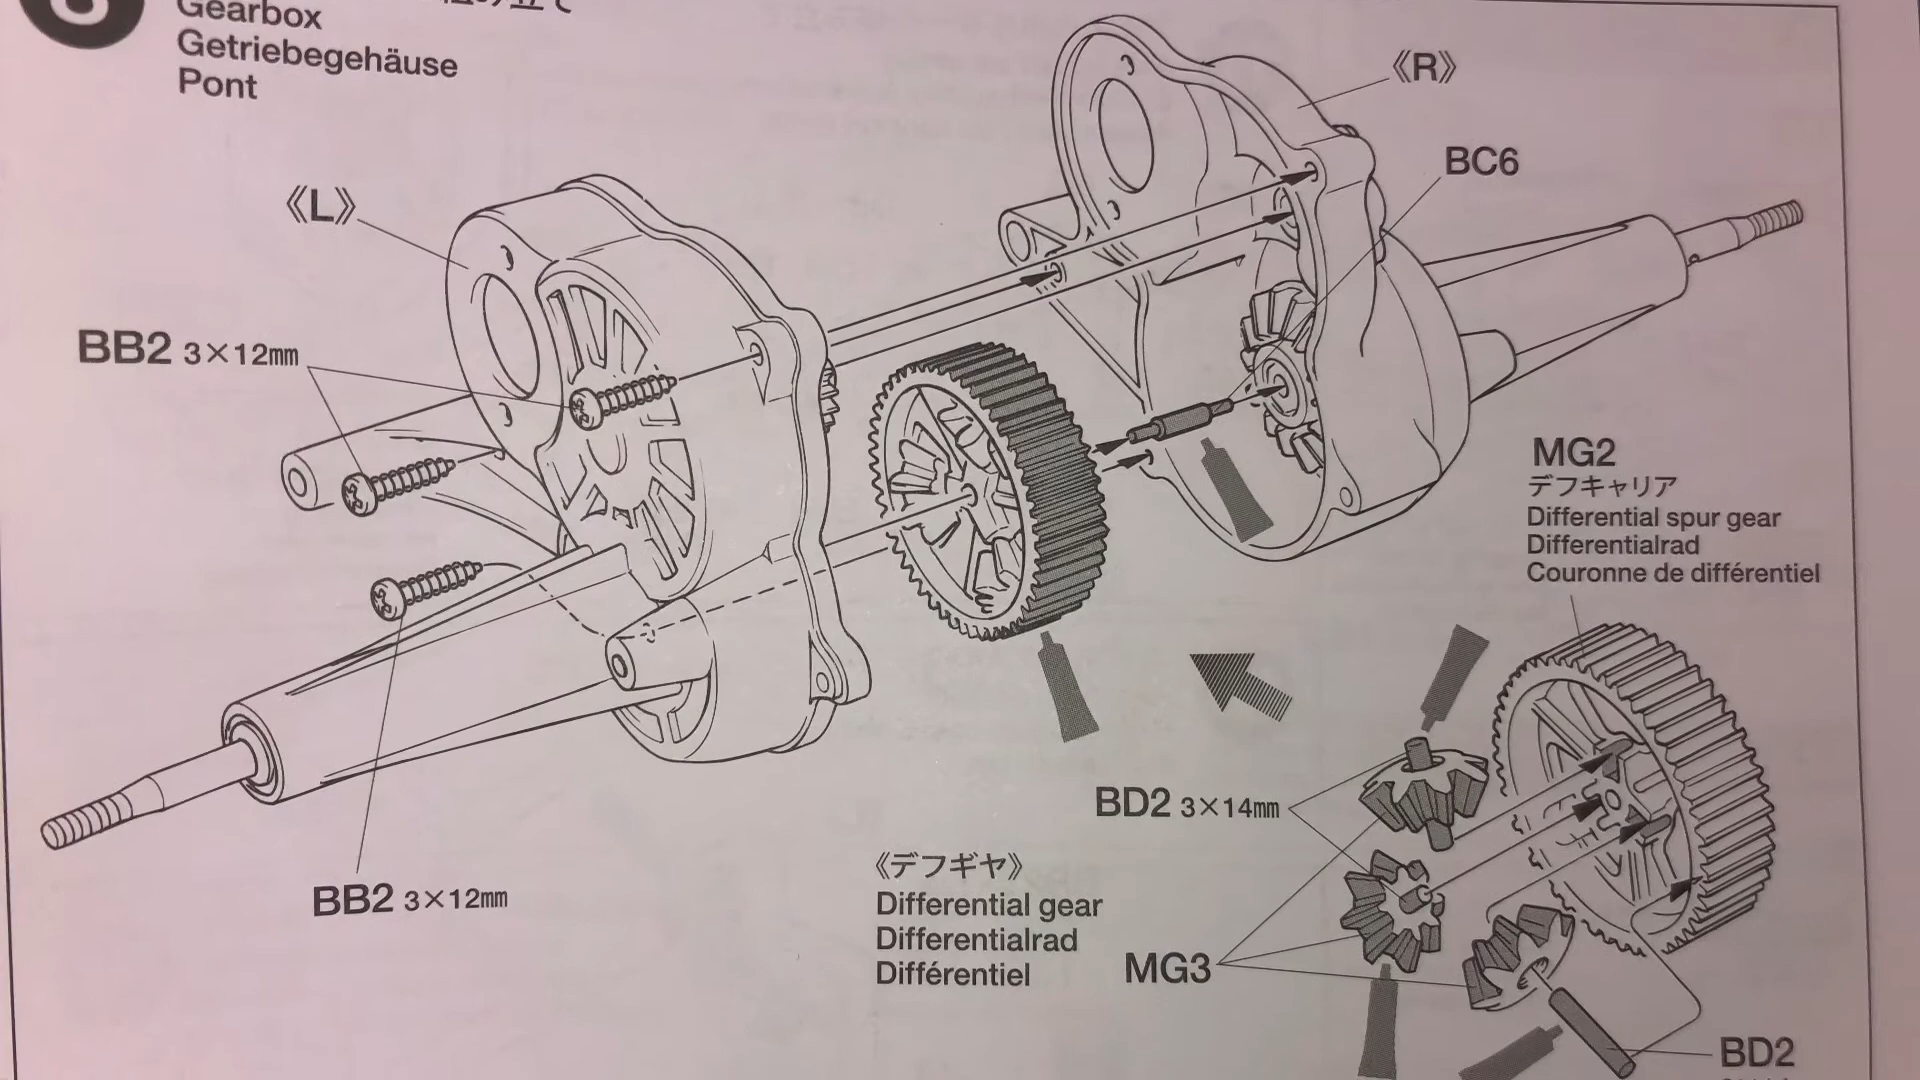 Gearbox
Getriebegehäuse
Pont
《R》
BC6
《L》
BB2 3×12mm
MG2
デフキャリア
Differential spur gear
Differentialrad
Couronne de différentiel
BD2 3×14mm
BB2 3×12mm
《デフギヤ》
Differential gear
Differentialrad
Différentiel
MG3
BD2